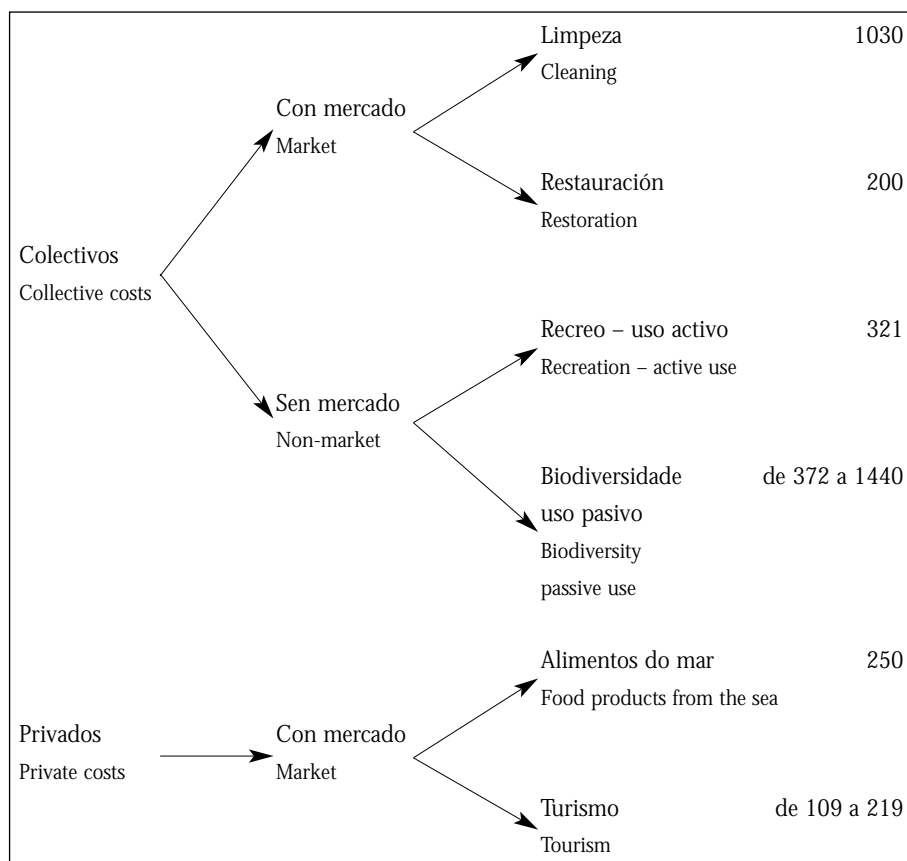 Limpeza 1030
Cleaning
Con mercado
Market
Restauración 200
Restoration
Colectivos
Collective costs
Recreo – uso activo 321
Recreation – active use
Sen mercado
Non-market
Biodiversidade de 372 a 1440
uso pasivo
Biodiversity
passive use
Alimentos do mar 250
Food products from the sea
Privados
Private costs
Con mercado
Market
Turismo de 109 a 219
Tourism